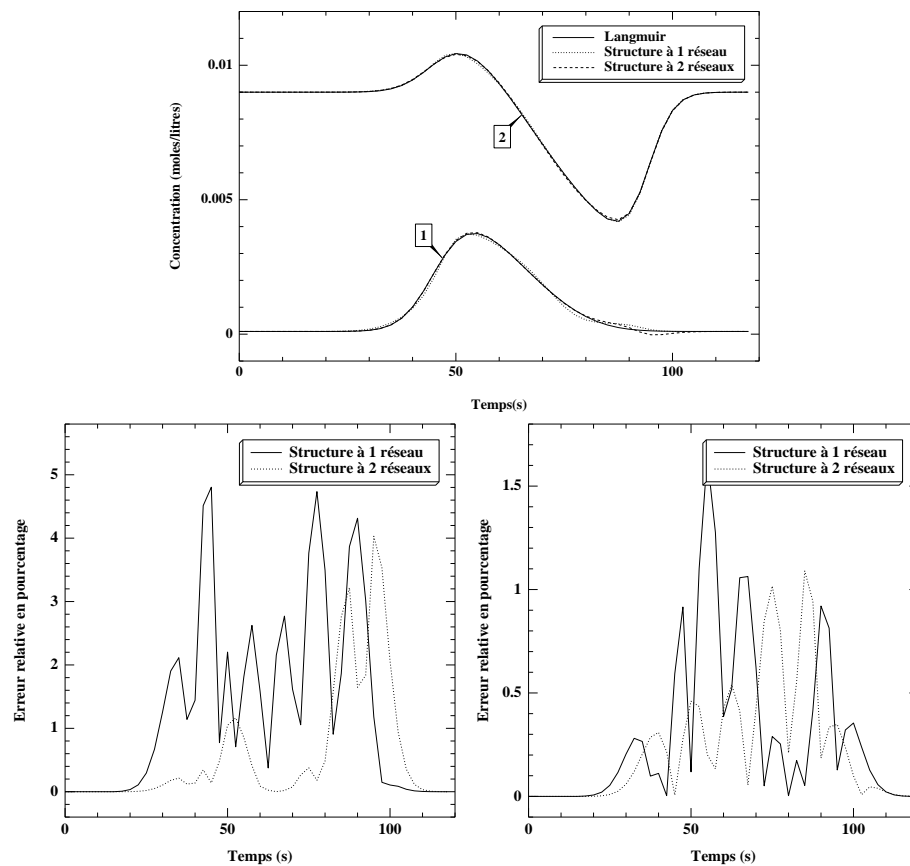 Langmuir
Structure à 1 réseau
Structure à 2 réseaux
0.01
0.005
0
Concentration (moles/litres)
2
1
0
50
100
Temps(s)
Structure à 1 réseau
Structure à 2 réseaux
5
4
3
2
1
0
Erreur relative en pourcentage
0
50
100
Temps (s)
Structure à 1 réseau
Structure à 2 réseaux
1.5
1
0.5
0
Erreur relative en pourcentage
0
50
100
Temps (s)